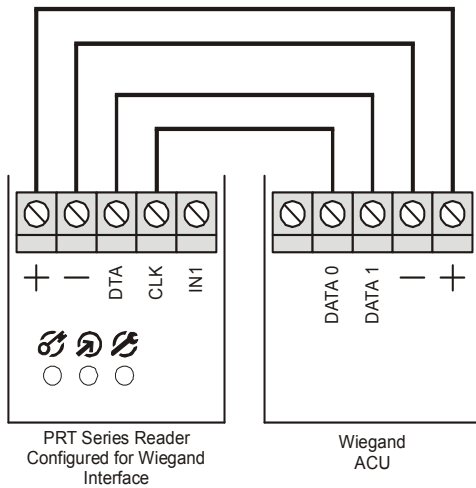 +
—
DTA
CLK
IN1
DATA 0
DATA 1
—
+
PRT Series Reader
Configured for Wiegand
Interface
Wiegand
ACU